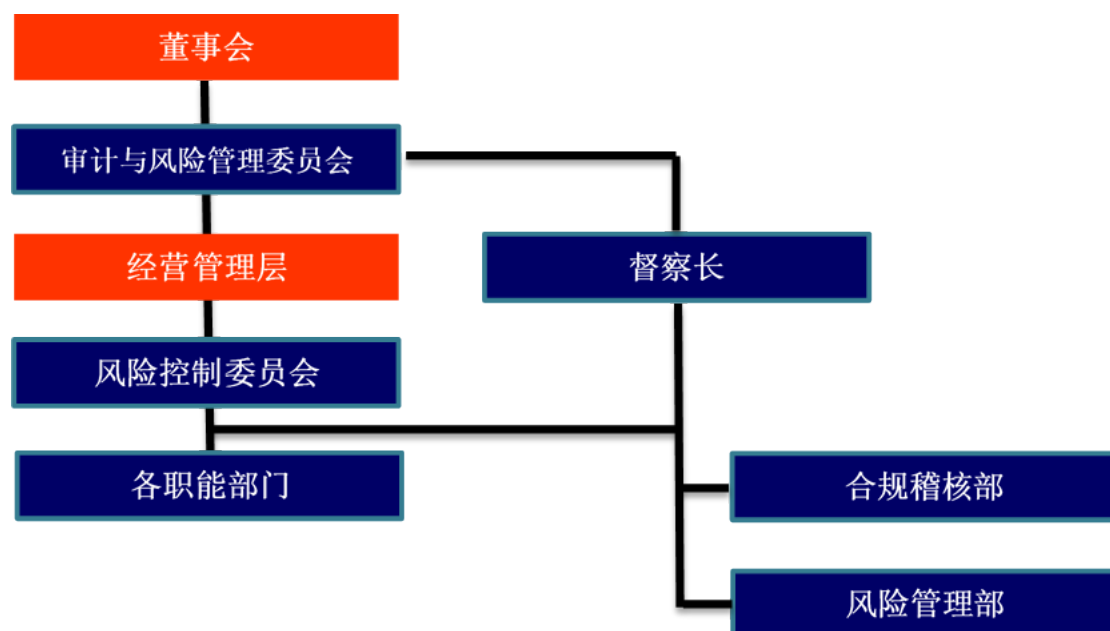 董事会
审计与风险管理委员会
经营管理层
督察长
风险控制委员会
各职能部门
合规稽核部
风险管理部